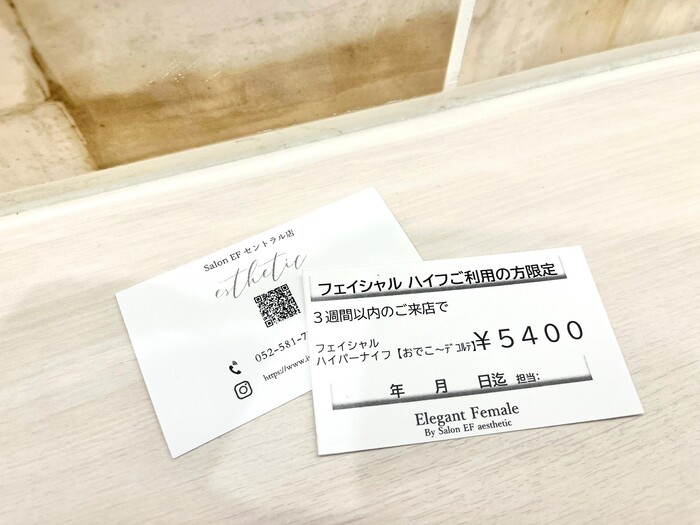 Salon EF セントラル店
esthetic
052-581-7
https://www.i
フェイシャル ハイフご利用の方限定
３週間以内のご来店で
フェイシャル
ハイパーナイフ【おでこ～ﾃﾞｺﾙﾃ】￥５４００
年 月 日迄 担当:
Elegant Female
By Salon EF aesthetic